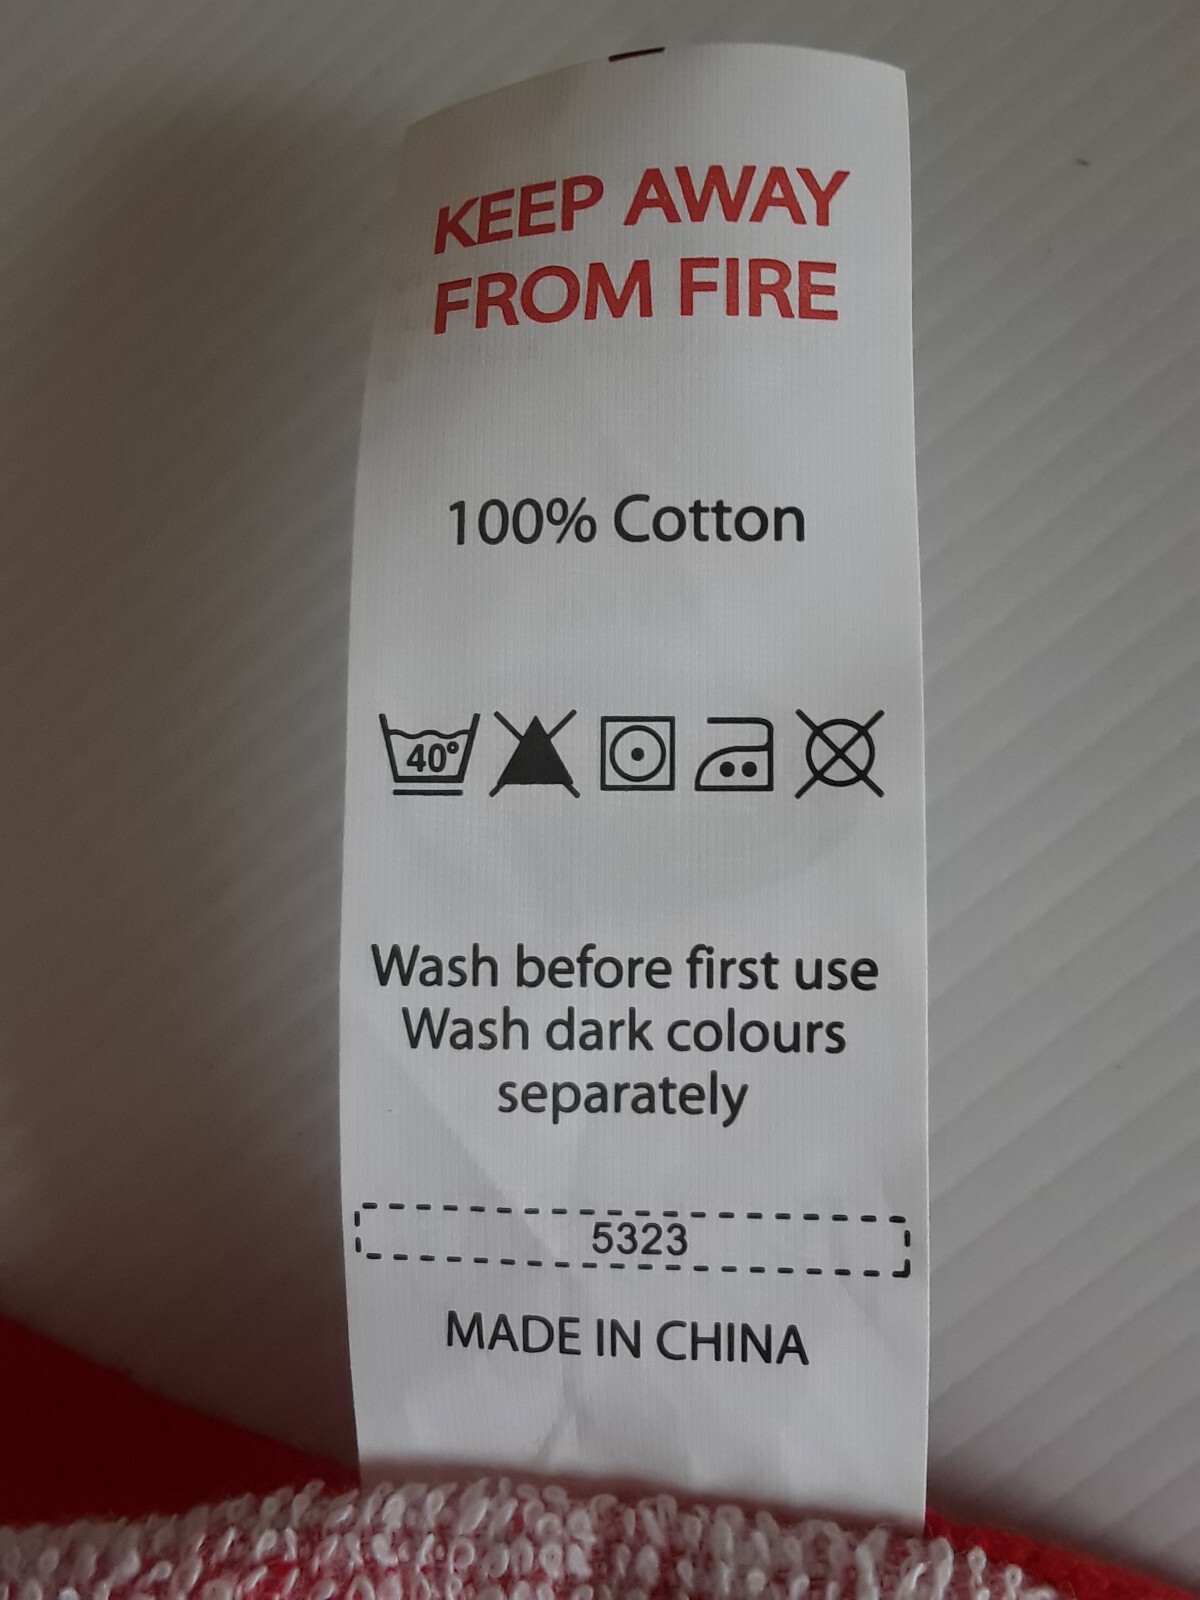 KEEP AWAY
FROM FIRE
100% Cotton
40°
Wash before first use
Wash dark colours
separately
5323
MADE IN CHINA